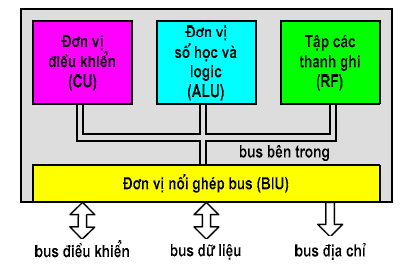 Đơn vị
điều khiển
(CU)
Đơn vị
số học và
logic
(ALU)
Tập các
thanh ghi
(RF)
bus bên trong
Đơn vị nối ghép bus (BIU)
bus điều khiển
bus dữ liệu
bus địa chỉ